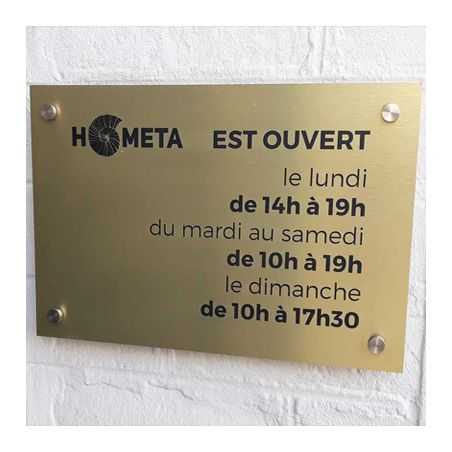 HOMETA EST OUVERT
le lundi
de 14h à 19h
du mardi au samedi
de 10h à 19h
le dimanche
de 10h à 17h30